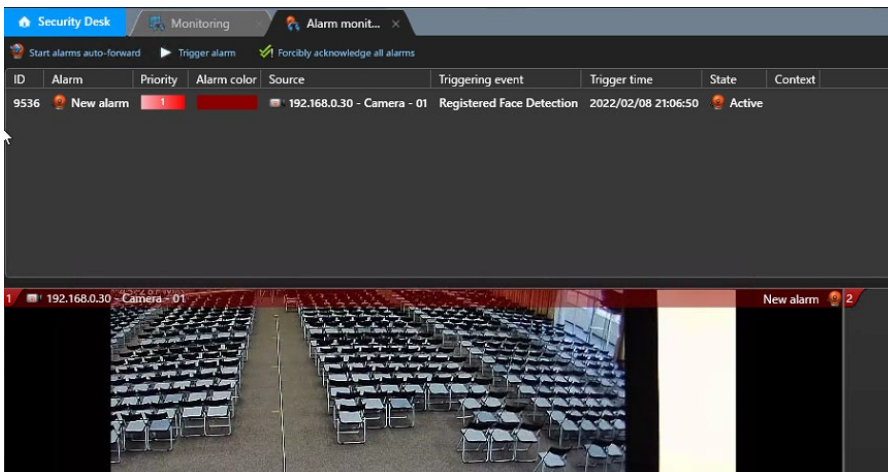 Security Desk
Monitoring
Alarm monit...
Start alarms auto-forward
Trigger alarm
Forcibly acknowledge all alarms
ID Alarm Priority Alarm color Source Triggering event Trigger time State Context
9536 New alarm 1 192.168.0.30 - Camera - 01 Registered Face Detection 2022/02/08 21:06:50 Active
1 192.168.0.30 - Camera - 01 New alarm 2